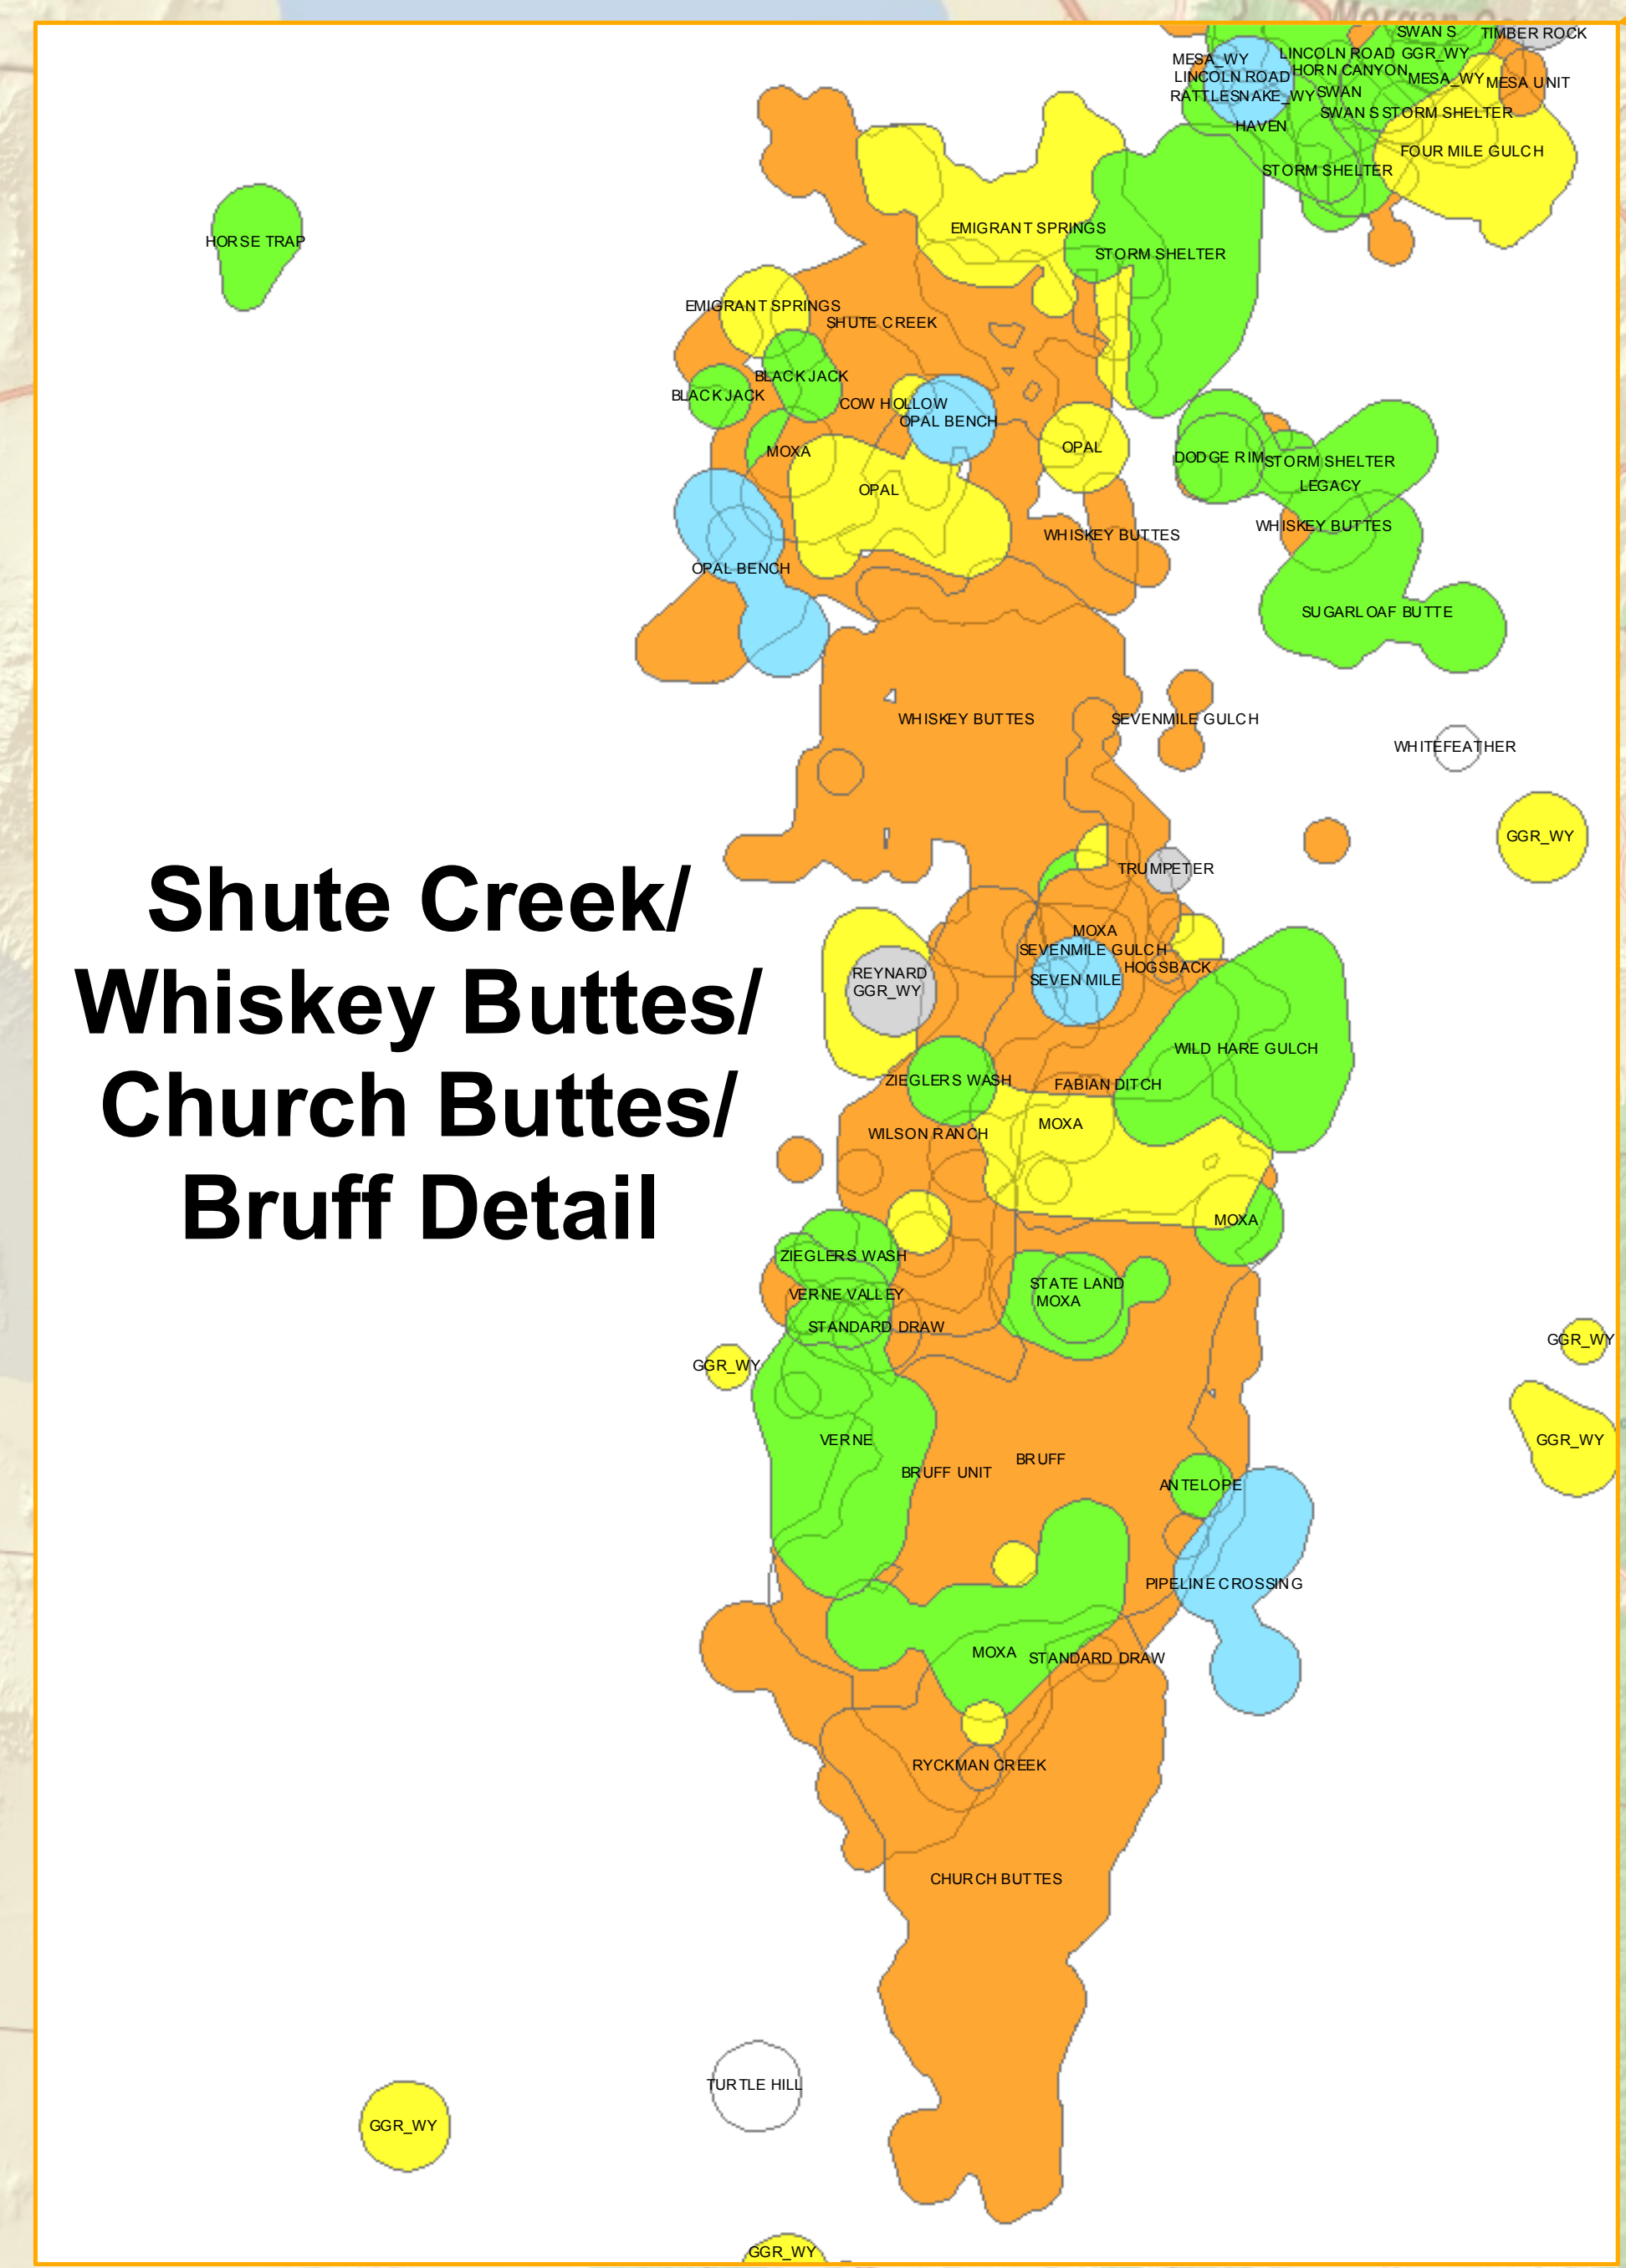 Morgan
SWAN S
TIMBER ROCK
LINCOLN ROAD GGR_WY
MESA_WY
HORN CANYON
LINCOLN ROAD
MESA_WY
MESA UNIT
RATTLESNAKE_WY
SWAN
SWAN S STORM SHELTER
HAVEN
FOUR MILE GULCH
STORM SHELTER
HORSE TRAP
EMIGRANT SPRINGS
STORM SHELTER
EMIGRANT SPRINGS
SHUTE CREEK
BLACK JACK
BLACK JACK
COW HOLLOW
OPAL BENCH
MOXA
OPAL
DODGE RIM
STORM SHELTER
OPAL
LEGACY
WHISKEY BUTTES
WHISKEY BUTTES
OPAL BENCH
SUGARLOAF BUTTE
WHISKEY BUTTES
SEVENMILE GULCH
WHITEFEATHER
GGR_WY
TRUMPETER
Shute Creek/
Whiskey Buttes/
Church Buttes/
Bruff Detail
MOXA
SEVENMILE GULCH
HOGSBACK
SEVEN MILE
REYNARD
GGR_WY
WILD HARE GULCH
ZIEGLERS WASH
FABIAN DITCH
MOXA
WILSON RANCH
MOXA
ZIEGLERS WASH
STATE LAND
MOXA
VERNE VALLEY
STANDARD DRAW
GGR_WY
GGR_WY
VERNE
GGR_WY
BRUFF
BRUFF UNIT
ANTELOPE
PIPELINE CROSSING
MOXA
STANDARD DRAW
RYCKMAN CREEK
CHURCH BUTTES
TURTLE HILL
GGR_WY
GGR_WY